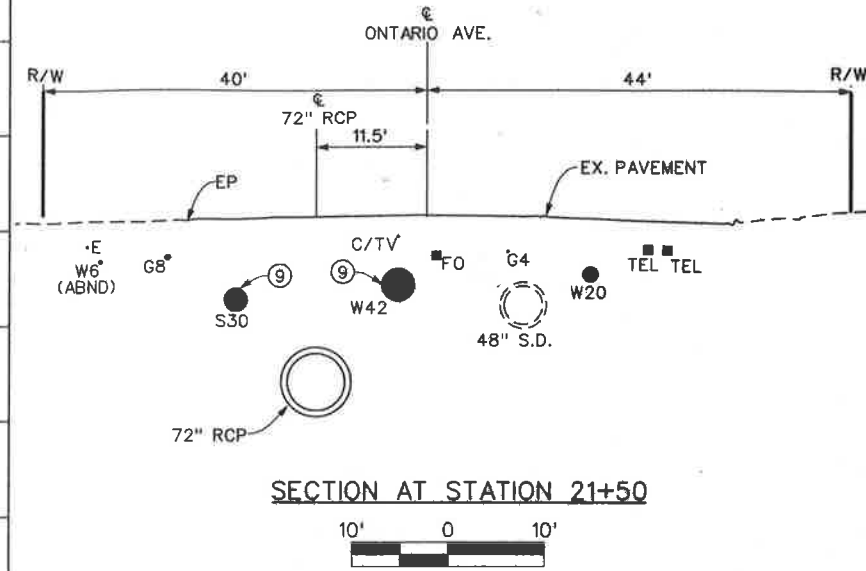 ℄
ONTARIO AVE.
R/W
40'
44'
R/W
℄
72" RCP
11.5'
EP
EX. PAVEMENT
E
W6
(ABND)
G8
C/TV
FO
G4
TEL
TEL
9
9
S30
W42
W20
48" S.D.
72" RCP
SECTION AT STATION 21+50
10'
0
10'